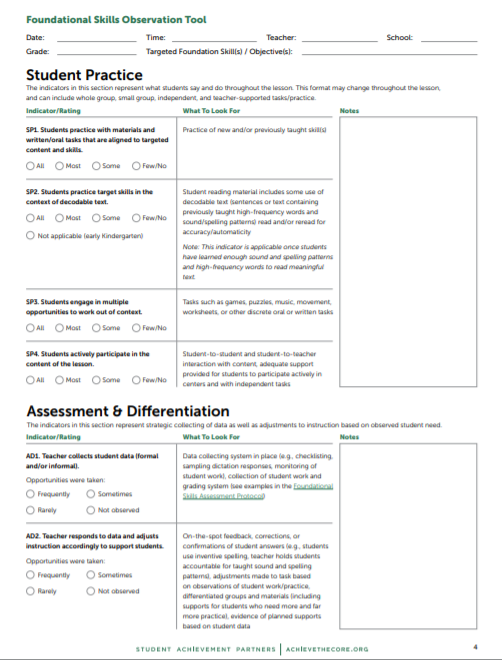 Foundational Skills Observation Tool
Date: Time: Teacher: School:
Grade: Targeted Foundation Skill(s) / Objective(s):
Student Practice
The indicators in this section represent what students say and do throughout the lesson. This format may change throughout the lesson,
and can include whole group, small group, independent, and teacher-supported tasks/practice.
Indicator/Rating What To Look For Notes
SP1. Students practice with materials and
written/oral tasks that are aligned to targeted
content and skills.
All Most Some Few/No
Practice of new and/or previously taught skill(s)
SP2. Students practice target skills in the
context of decodable text.
All Most Some Few/No
Not applicable (early Kindergarten)
Student reading material includes some use of
decodable text (sentences or text containing
previously taught high-frequency words and
sound/spelling patterns) read and/or reread for
accuracy/automaticity
Note: This indicator is applicable once students
have learned enough sound and spelling patterns
and high-frequency words to read meaningful
text.
SP3. Students engage in multiple
opportunities to work out of context.
All Most Some Few/No
Tasks such as games, puzzles, music, movement,
worksheets, or other discrete oral or written tasks
SP4. Students actively participate in the
content of the lesson.
All Most Some Few/No
Student-to-student and student-to-teacher
interaction with content, adequate support
provided for students to participate actively in
centers and with independent tasks
Assessment & Differentiation
The indicators in this section represent strategic collecting of data as well as adjustments to instruction based on observed student need.
Indicator/Rating What To Look For Notes
AD1. Teacher collects student data (formal
and/or informal).
Opportunities were taken:
Frequently Sometimes
Rarely Not observed
Data collecting system in place (e.g., checklisting,
sampling dictation responses, monitoring of
student work), collection of student work and
grading system (see examples in the Foundational
Skills Assessment Protocol)
AD2. Teacher responds to data and adjusts
instruction accordingly to support students.
Opportunities were taken:
Frequently Sometimes
Rarely Not observed
On-the-spot feedback, corrections, or
confirmations of student answers (e.g., students
use inventive spelling, teacher holds students
accountable for taught sound and spelling
patterns), adjustments made to task based
on observations of student work/practice,
differentiated groups and materials (including
supports for students who need more and far
more practice), evidence of planned supports
based on student data
STUDENT ACHIEVEMENT PARTNERS | ACHIEVETHECORE.ORG 4